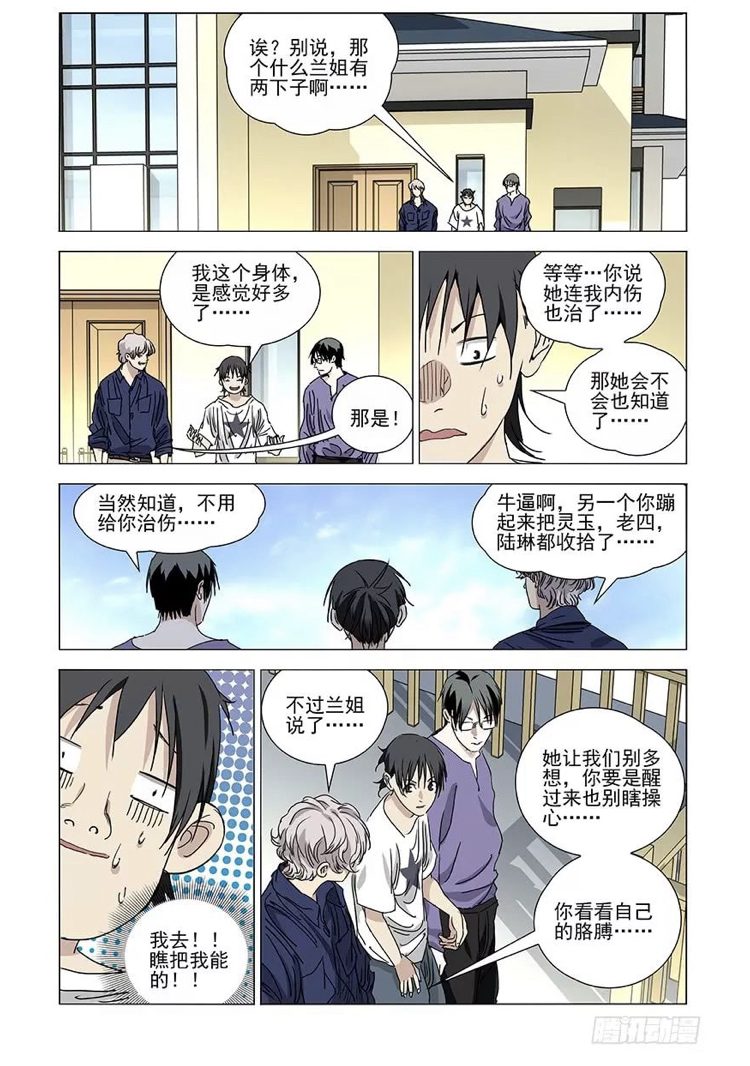 诶？别说，那
个什么兰姐有
两下子啊……
我这个身体，
是感觉好多
了……
那是！
等等…你说
她连我内伤
也治了……
那她会不
会也知道
了……
当然知道，不用
给你治伤……
牛逼啊，另一个你蹦
起来把灵玉，老四，
陆琳都收拾了……
我去！！
瞧把我能
的！！
不过兰姐
说了……
她让我们别多
想，你要是醒
过来也别瞎操
心……
你看看自己
的胳膊……
腾讯动漫